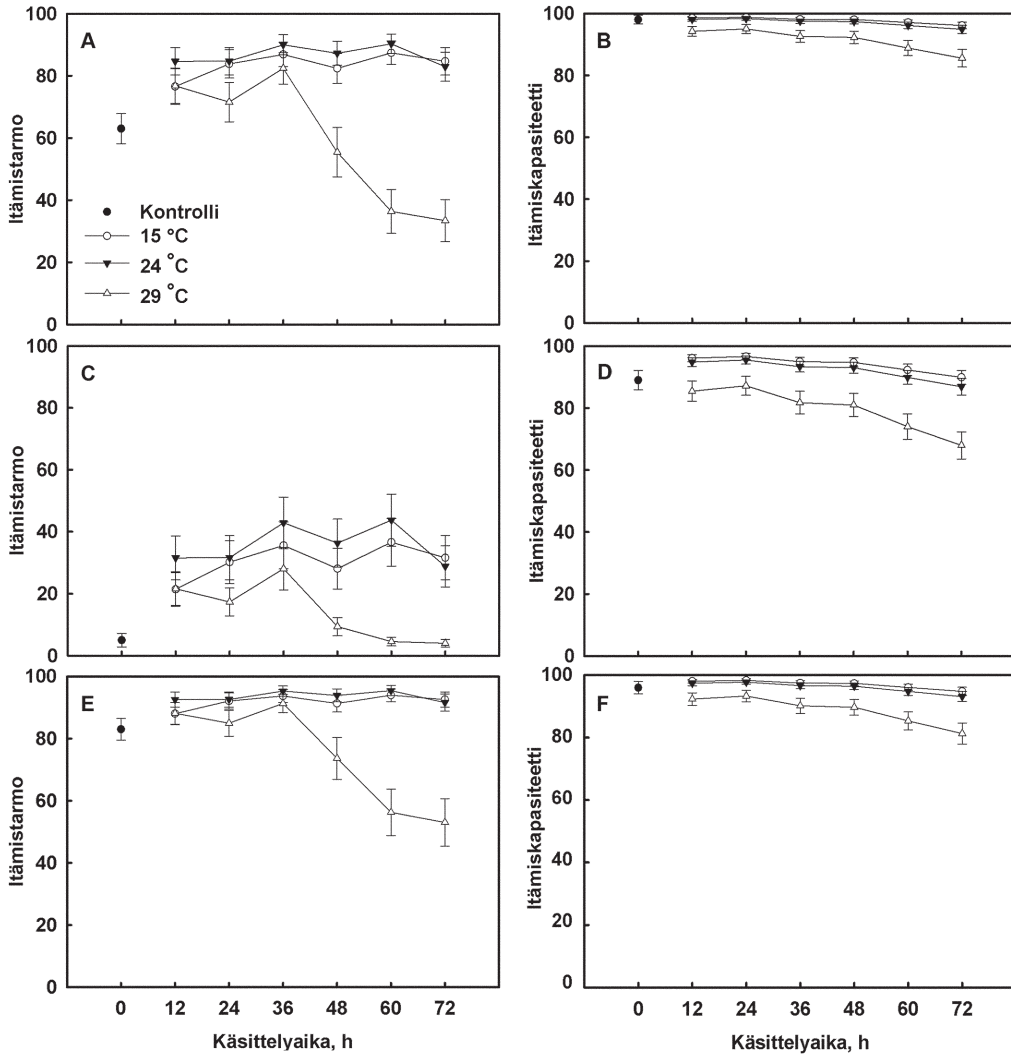 A
Itämistarmo
100
80
60
40
20
0
Kontrolli
15 °C
24 °C
29 °C
B
Itämiskapasiteetti
100
80
60
40
20
0
C
Itämistarmo
100
80
60
40
20
0
D
Itämiskapasiteetti
100
80
60
40
20
0
E
Itämistarmo
100
80
60
40
20
0
0 12 24 36 48 60 72
Käsittelyaika, h
F
Itämiskapasiteetti
100
80
60
40
20
0
0 12 24 36 48 60 72
Käsittelyaika, h